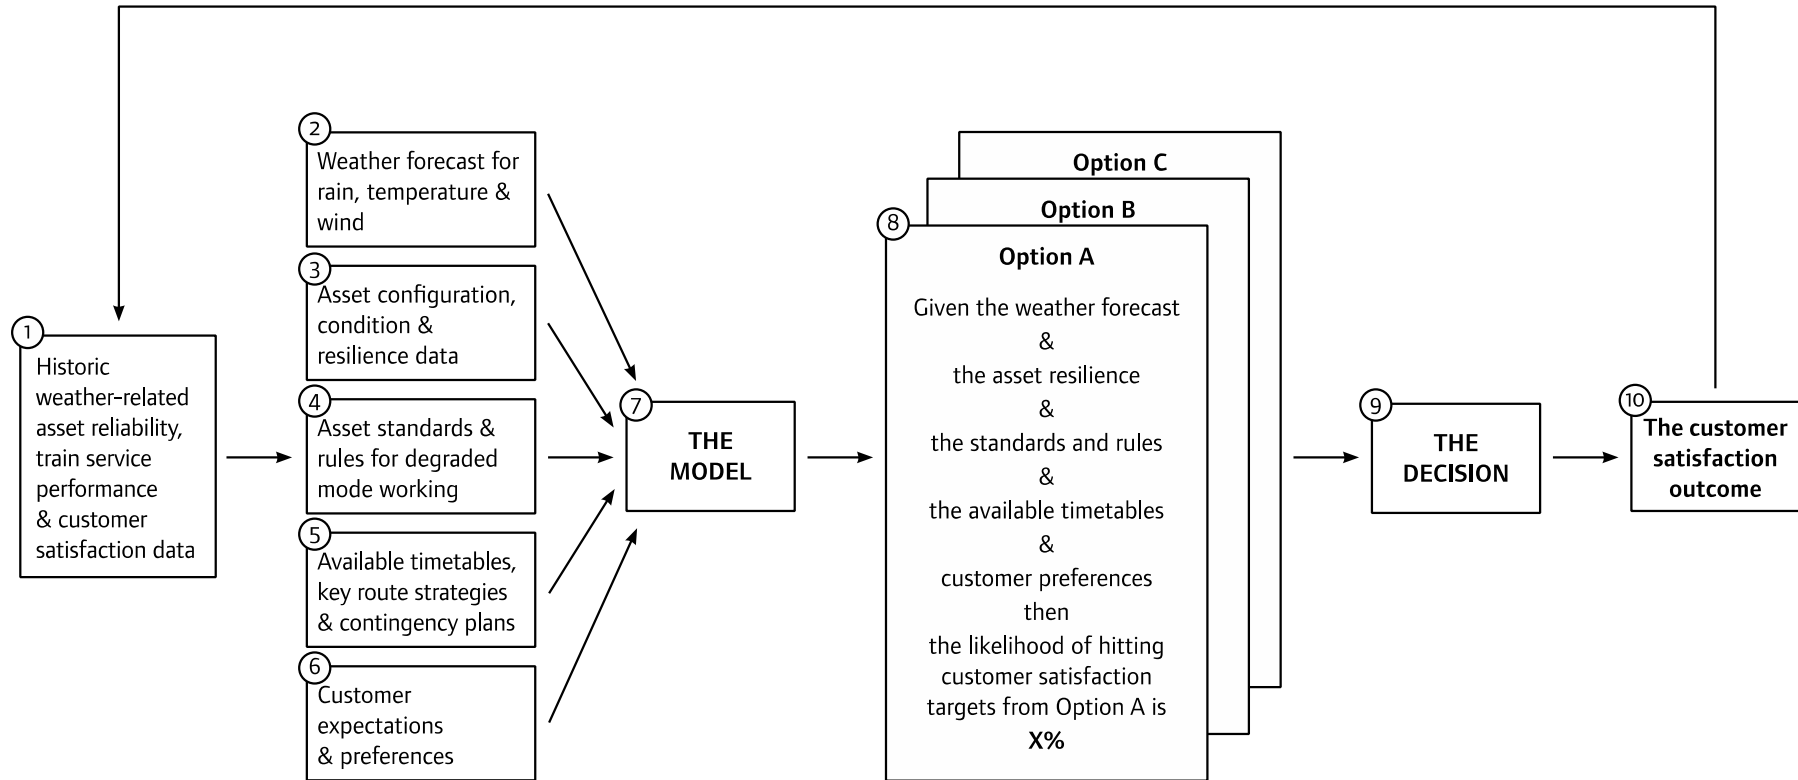 1
Historic
weather-related
asset reliability,
train service
performance
& customer
satisfaction data
2
Weather forecast for
rain, temperature &
wind
3
Asset configuration,
condition &
resilience data
4
Asset standards &
rules for degraded
mode working
5
Available timetables,
key route strategies
& contingency plans
6
Customer
expectations
& preferences
7
THE
MODEL
Option C
Option B
8
Option A
Given the weather forecast
&
the asset resilience
&
the standards and rules
&
the available timetables
&
customer preferences
then
the likelihood of hitting
customer satisfaction
targets from Option A is
X%
9
THE
DECISION
10
The customer
satisfaction
outcome